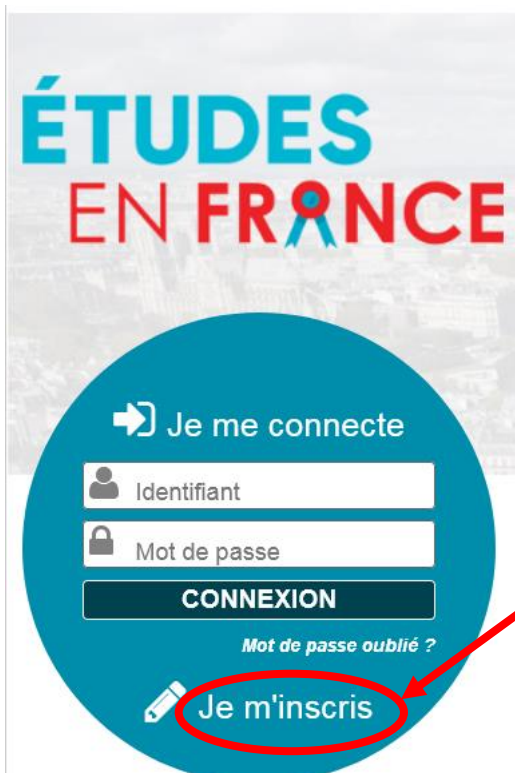 ÉTUDES
EN FRANCE
Je me connecte
Identifiant
Mot de passe
CONNEXION
Mot de passe oublié ?
Je m'inscris